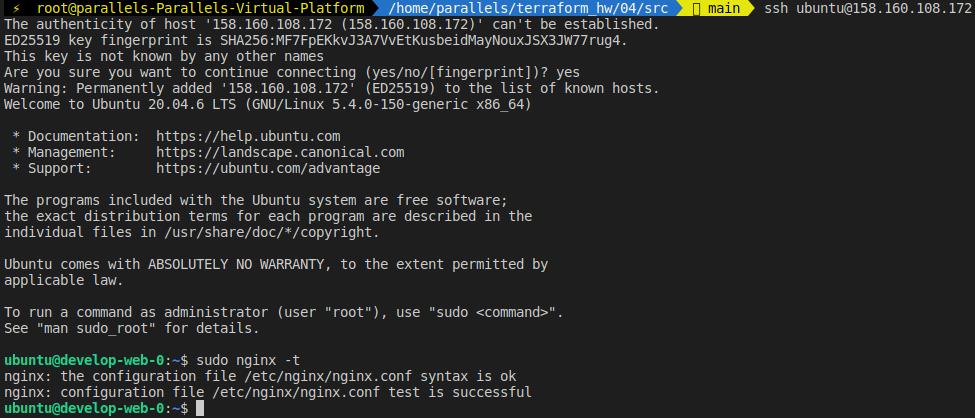 ⚡ root@parallels-Parallels-Virtual-Platform /home/parallels/terraform_hw/04/src main ssh ubuntu@158.160.108.172
The authenticity of host '158.160.108.172 (158.160.108.172)' can't be established.
ED25519 key fingerprint is SHA256:MF7FpEKkvJ3A7VvEtKusbeidMayNouxJSX3JW77rug4.
This key is not known by any other names
Are you sure you want to continue connecting (yes/no/[fingerprint])? yes
Warning: Permanently added '158.160.108.172' (ED25519) to the list of known hosts.
Welcome to Ubuntu 20.04.6 LTS (GNU/Linux 5.4.0-150-generic x86_64)
* Documentation: https://help.ubuntu.com
* Management: https://landscape.canonical.com
* Support: https://ubuntu.com/advantage
The programs included with the Ubuntu system are free software;
the exact distribution terms for each program are described in the
individual files in /usr/share/doc/*/copyright.
Ubuntu comes with ABSOLUTELY NO WARRANTY, to the extent permitted by
applicable law.
To run a command as administrator (user "root"), use "sudo <command>".
See "man sudo_root" for details.
ubuntu@develop-web-0:~$ sudo nginx -t
nginx: the configuration file /etc/nginx/nginx.conf syntax is ok
nginx: configuration file /etc/nginx/nginx.conf test is successful
ubuntu@develop-web-0:~$